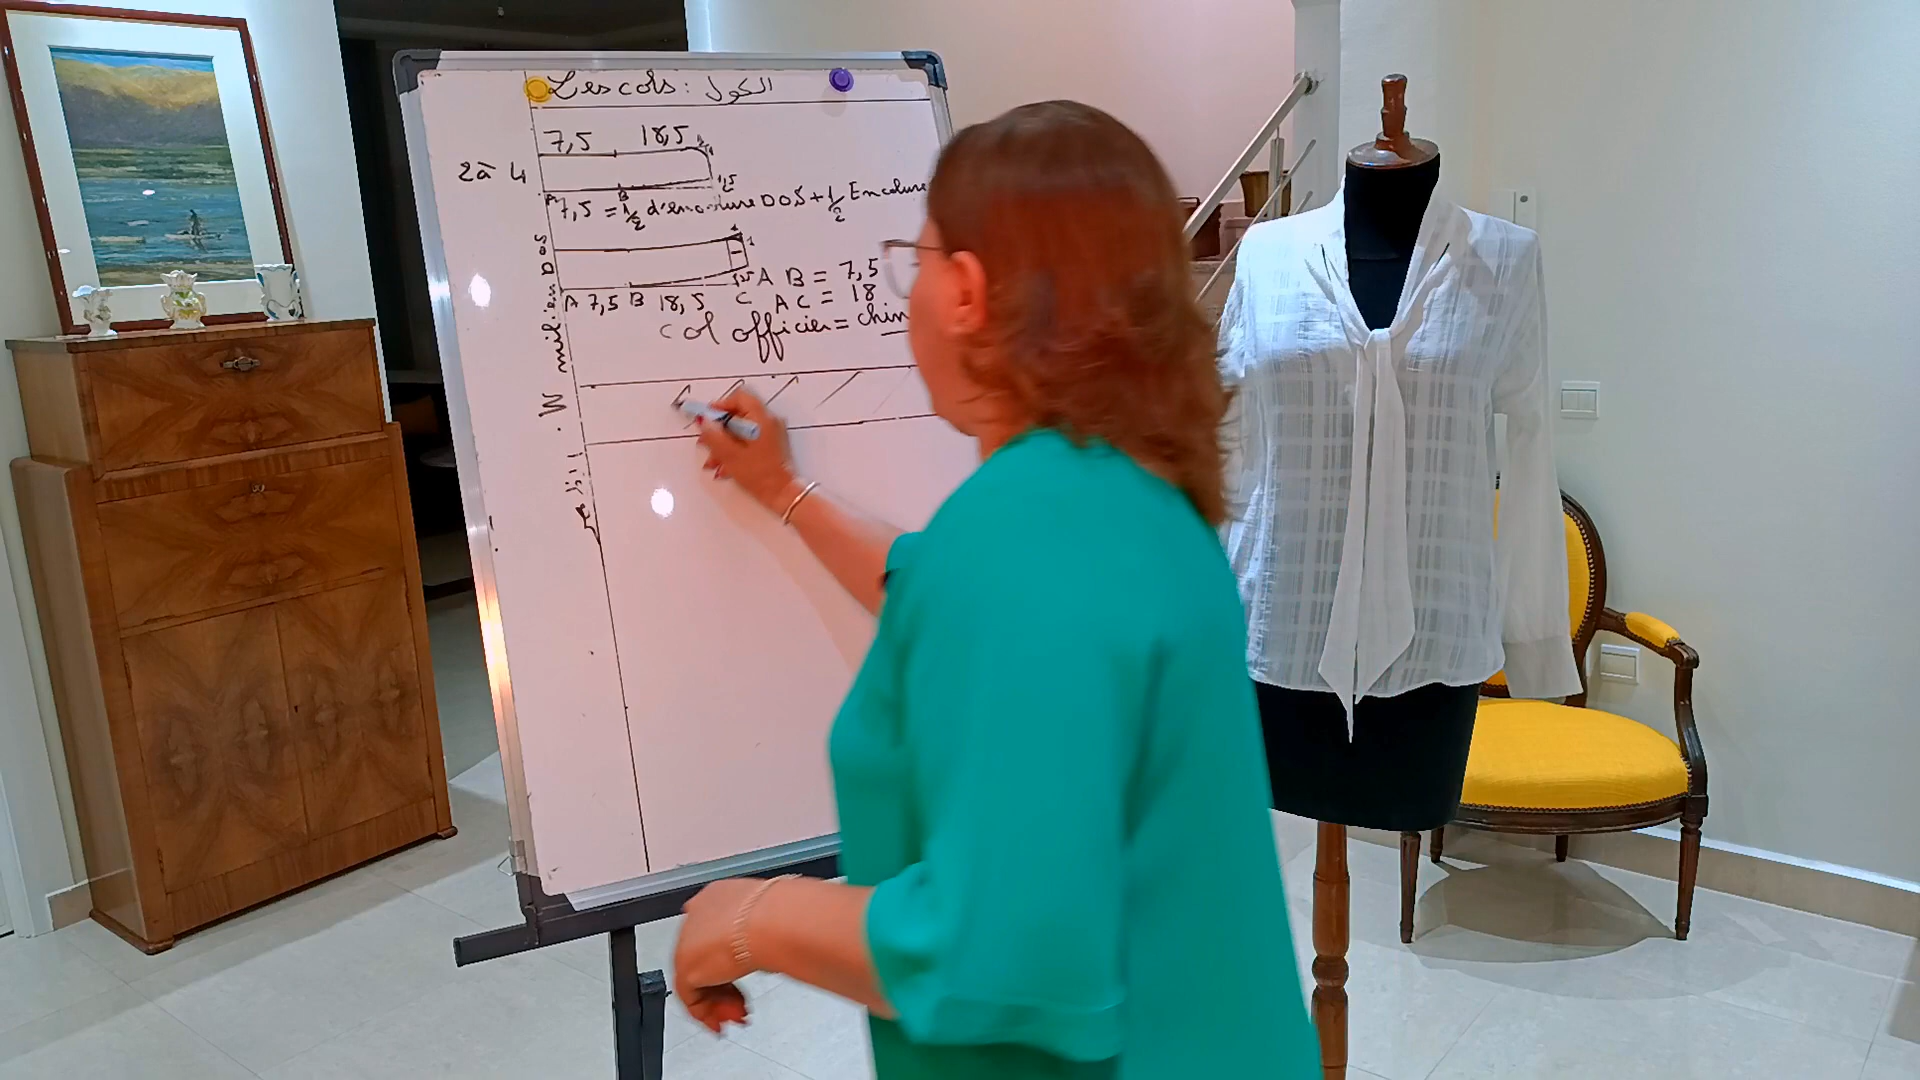 Les cols : الكول
7,5 18,5
1,5
2 à 4
A B
7,5 = 1/2 d'encolure DOS + 1/2 Encolure
1
1,5 A B = 7,5
A 7,5 B 18,5 C A C = 18
col officier = chin
milieu DOS